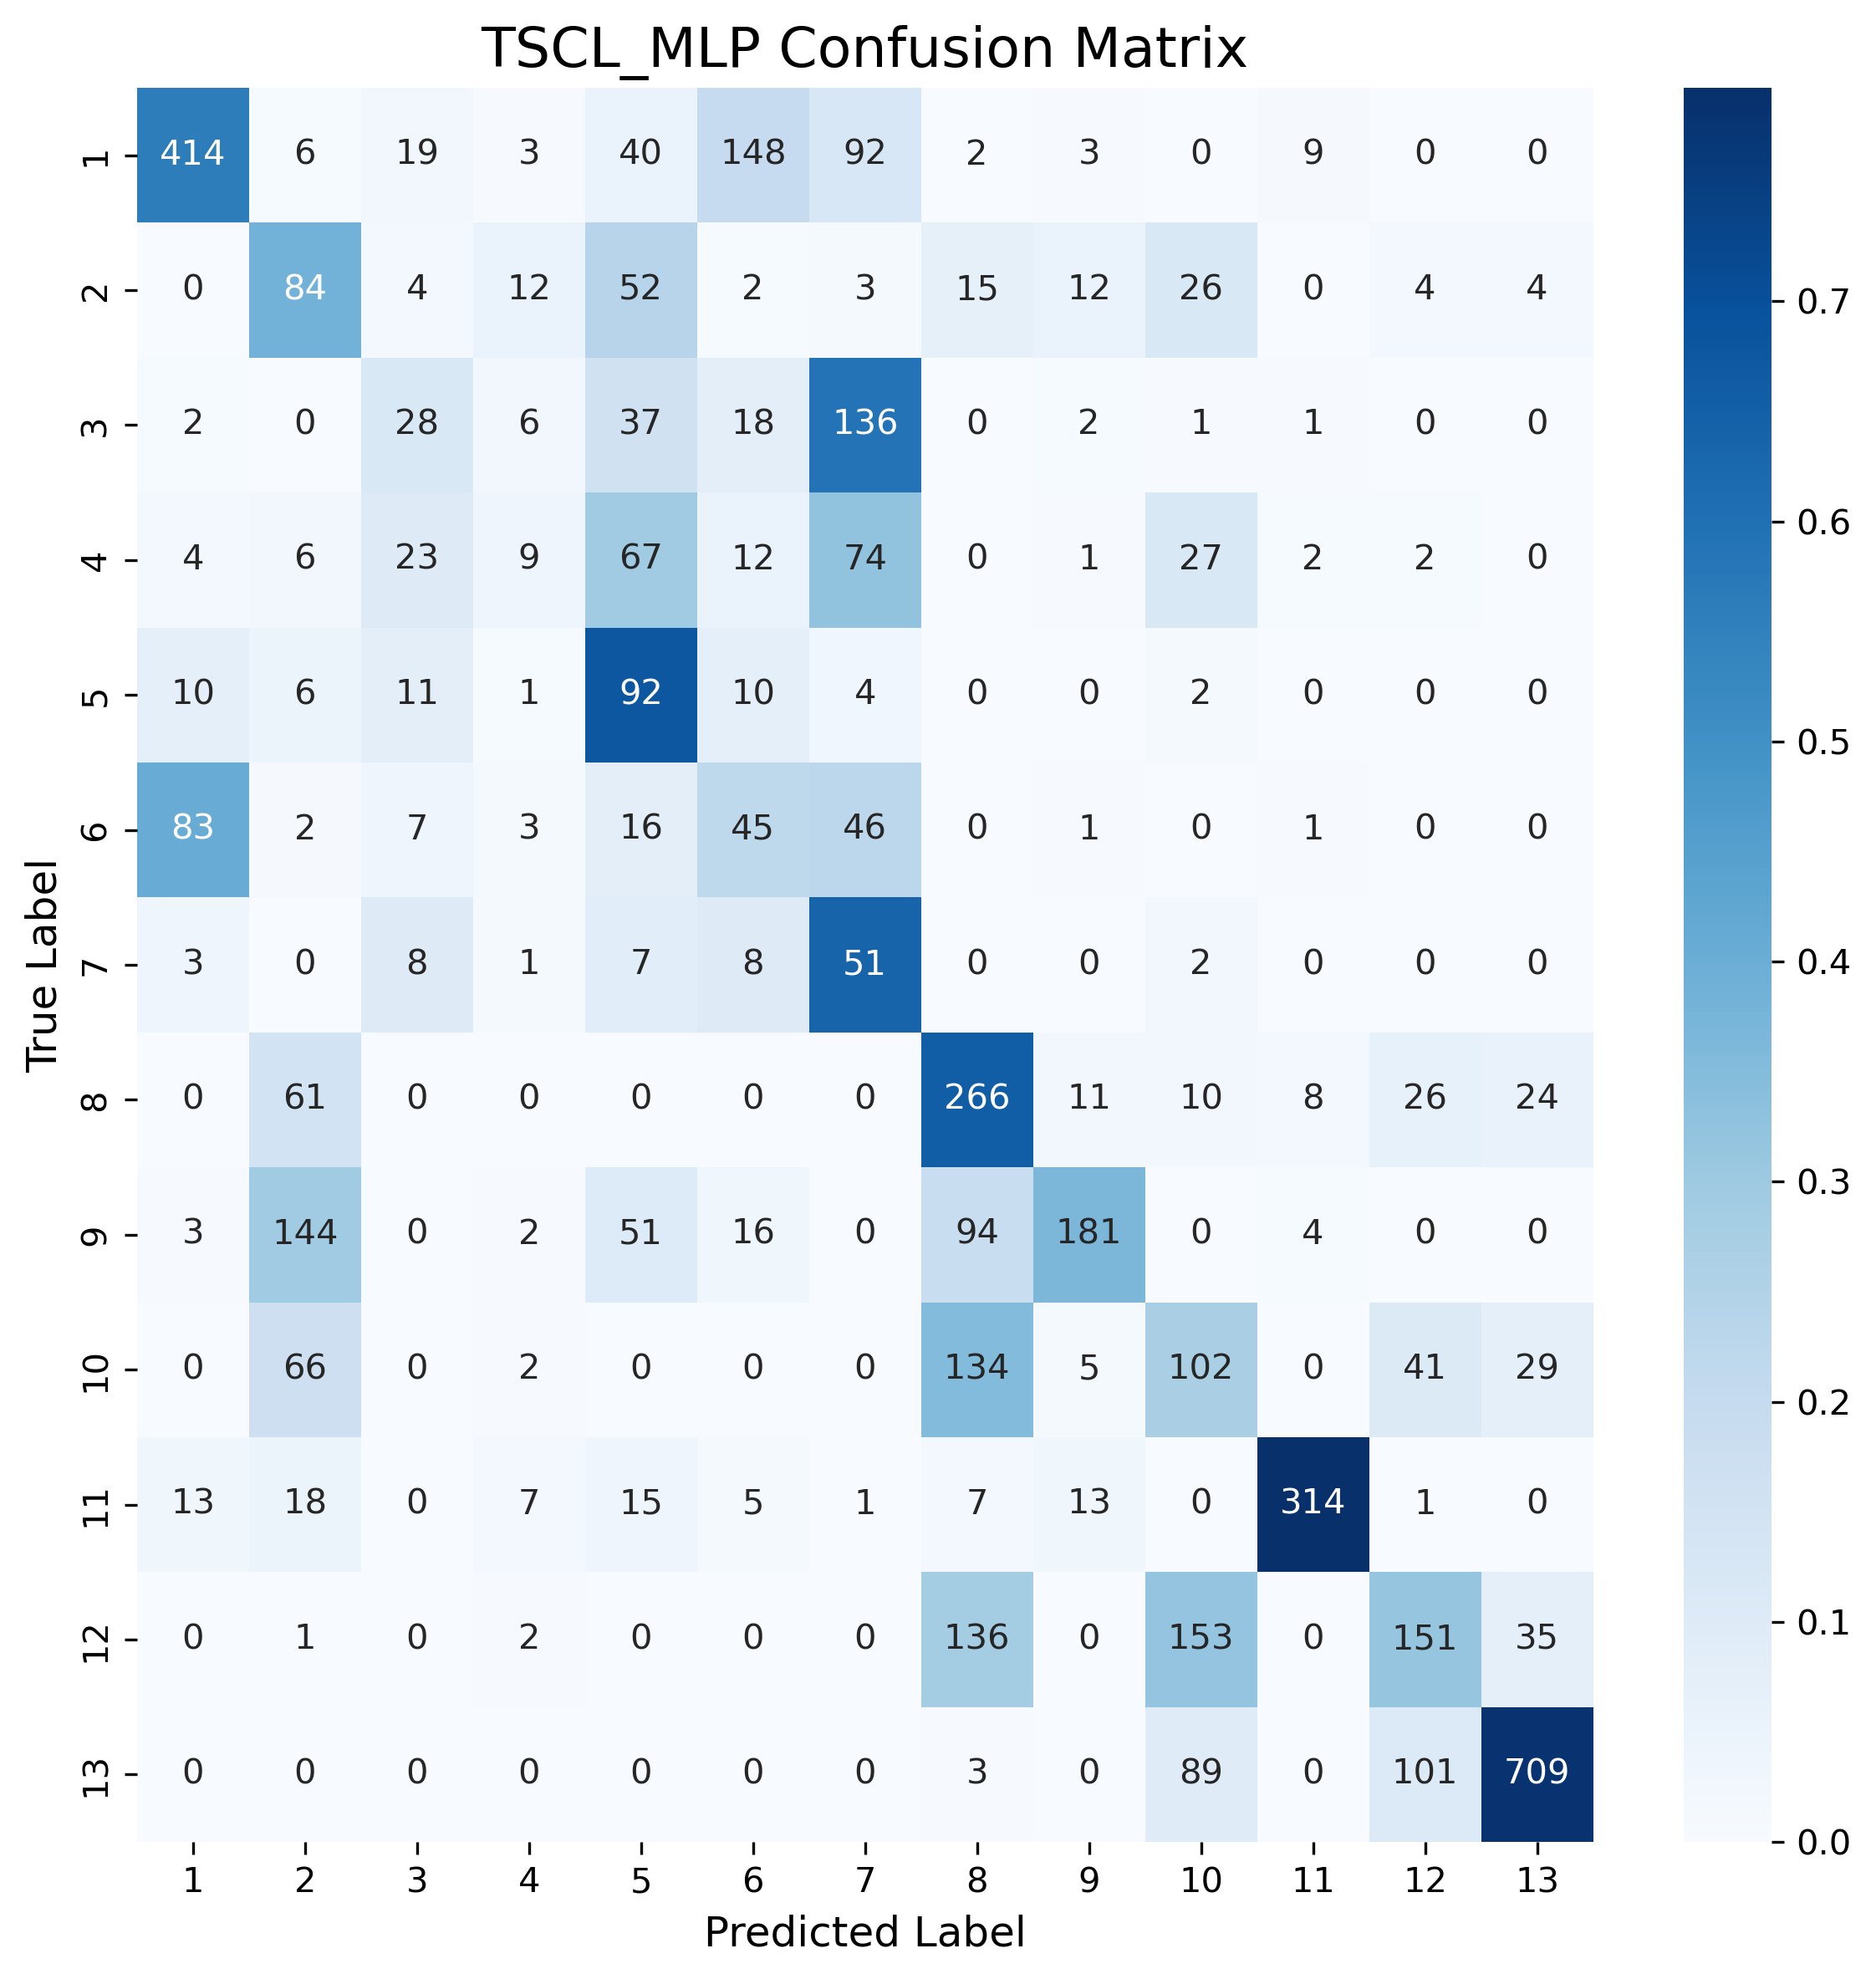 TSCL_MLP Confusion Matrix
1 414 6 19 3 40 148 92 2 3 0 9 0 0
2 0 84 4 12 52 2 3 15 12 26 0 4 4
3 2 0 28 6 37 18 136 0 2 1 1 0 0
4 4 6 23 9 67 12 74 0 1 27 2 2 0
5 10 6 11 1 92 10 4 0 0 2 0 0 0
6 83 2 7 3 16 45 46 0 1 0 1 0 0
7 3 0 8 1 7 8 51 0 0 2 0 0 0
8 0 61 0 0 0 0 0 266 11 10 8 26 24
9 3 144 0 2 51 16 0 94 181 0 4 0 0
10 0 66 0 2 0 0 0 134 5 102 0 41 29
11 13 18 0 7 15 5 1 7 13 0 314 1 0
12 0 1 0 2 0 0 0 136 0 153 0 151 35
13 0 0 0 0 0 0 0 3 0 89 0 101 709
1 2 3 4 5 6 7 8 9 10 11 12 13
Predicted Label
True Label
0.7
0.6
0.5
0.4
0.3
0.2
0.1
0.0